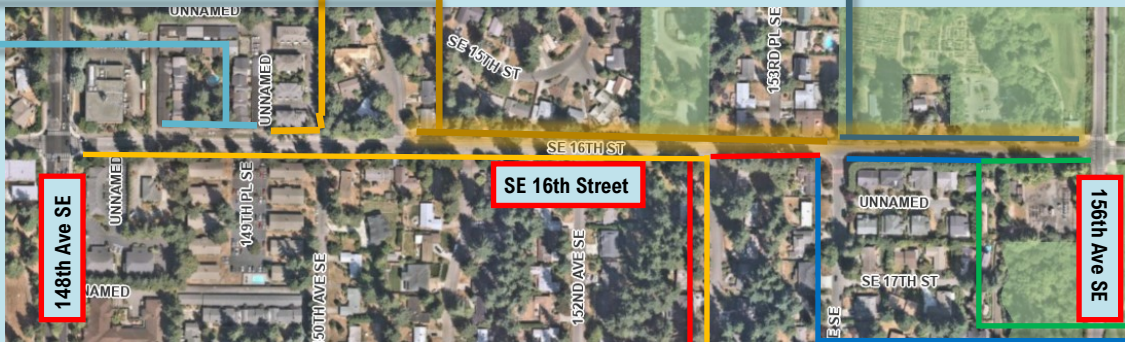 UNNAMED
SE 15TH ST
153RD PL SE
UNNAMED
SE 16TH ST
UNNAMED
149TH PL SE
SE 16th Street
148th Ave SE
UNNAMED
156th Ave SE
50TH AVE SE
152ND AVE SE
SE 17TH ST
NAMED
E SE